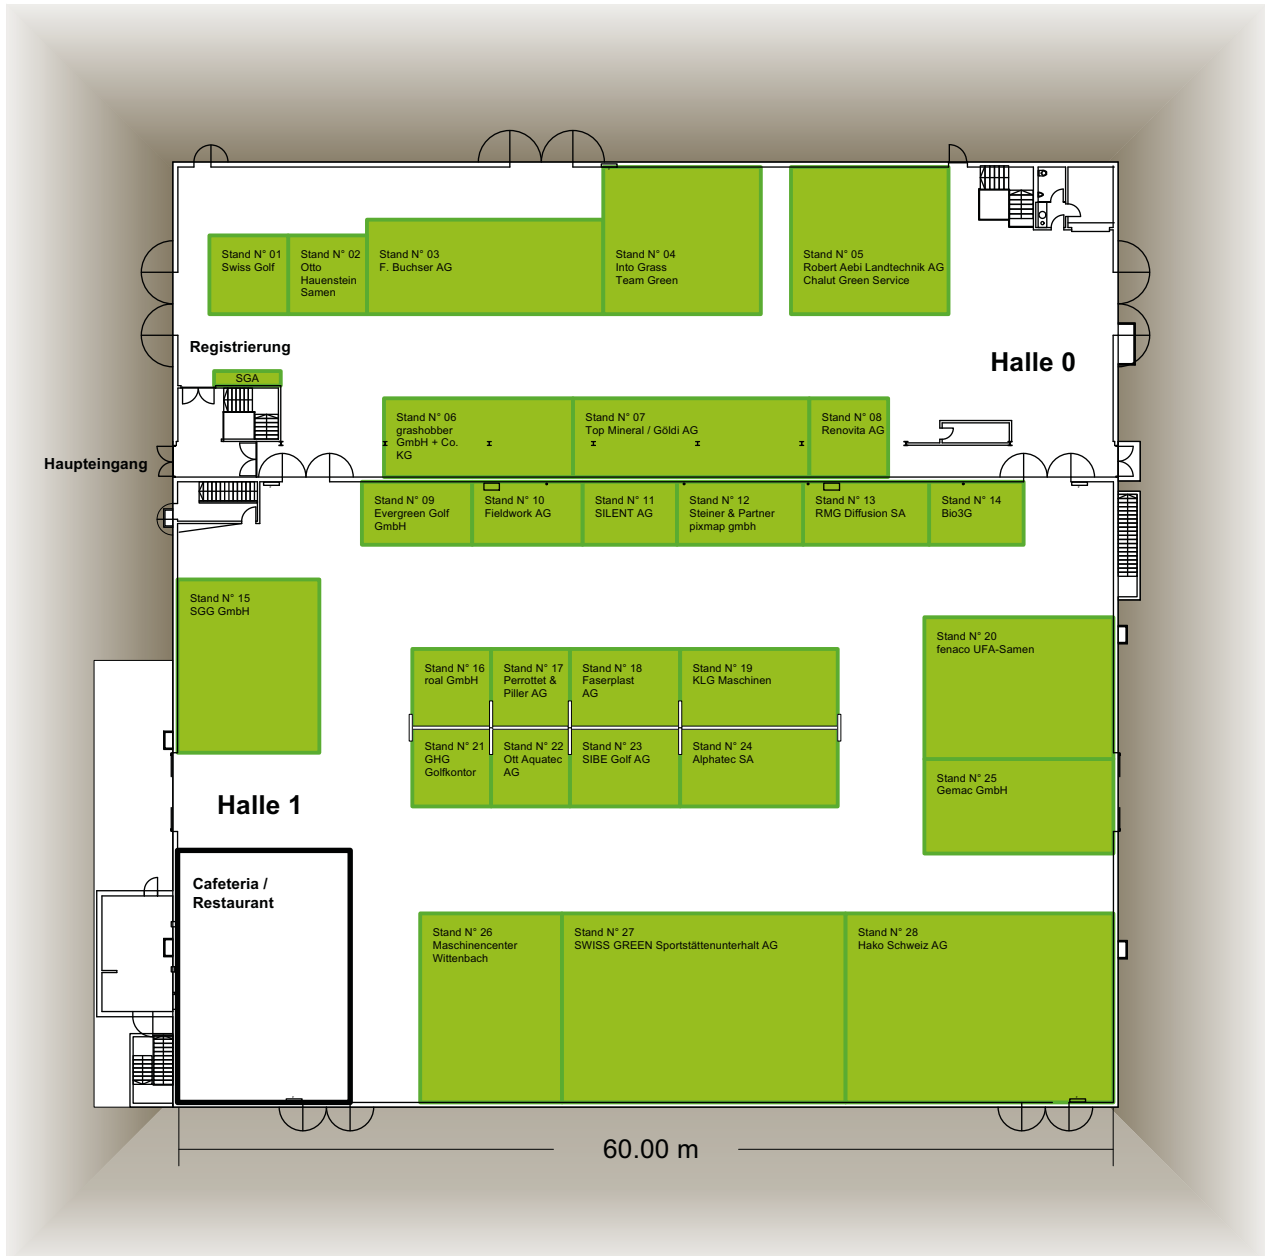 Stand N° 01
Swiss Golf
Stand N° 02
Otto
Hauenstein
Samen
Stand N° 03
F. Buchser AG
Stand N° 04
Into Grass
Team Green
Stand N° 05
Robert Aebi Landtechnik AG
Chalut Green Service
Registrierung
SGA
Halle 0
Stand N° 06
grashobber
GmbH + Co.
KG
Stand N° 07
Top Mineral / Göldi AG
Stand N° 08
Renovita AG
Haupteingang
Stand N° 09
Evergreen Golf
GmbH
Stand N° 10
Fieldwork AG
Stand N° 11
SILENT AG
Stand N° 12
Steiner & Partner
pixmap gmbh
Stand N° 13
RMG Diffusion SA
Stand N° 14
Bio3G
Stand N° 15
SGG GmbH
Stand N° 16
roal GmbH
Stand N° 17
Perrottet &
Piller AG
Stand N° 18
Faserplast
AG
Stand N° 19
KLG Maschinen
Stand N° 20
fenaco UFA-Samen
Stand N° 21
GHG
Golfkontor
Stand N° 22
Ott Aquatec
AG
Stand N° 23
SIBE Golf AG
Stand N° 24
Alphatec SA
Stand N° 25
Gemac GmbH
Halle 1
Cafeteria /
Restaurant
Stand N° 26
Maschinencenter
Wittenbach
Stand N° 27
SWISS GREEN Sportstättenunterhalt AG
Stand N° 28
Hako Schweiz AG
60.00 m